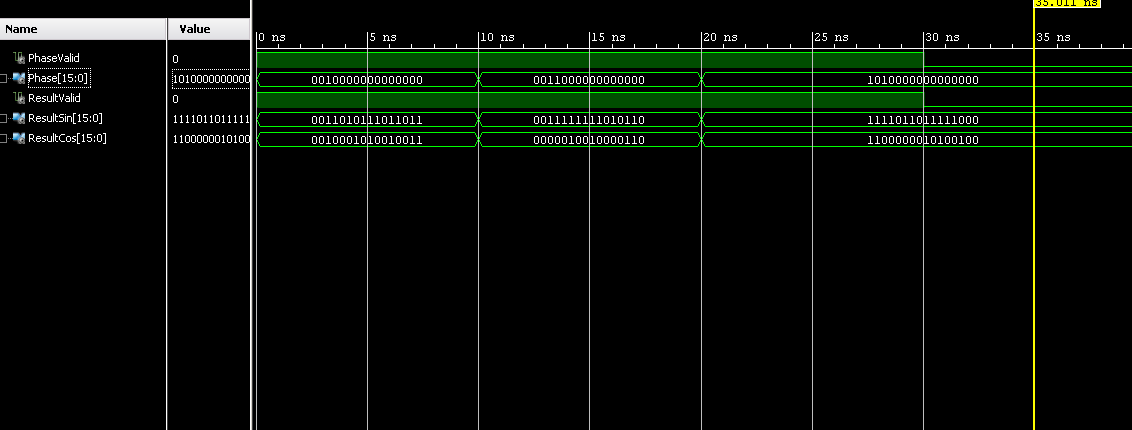 35.011 ns
Name Value
0 ns 5 ns 10 ns 15 ns 20 ns 25 ns 30 ns 35 ns
PhaseValid 0
Phase[15:0] 1010000000000 0010000000000000 0011000000000000 1010000000000000
ResultValid 0
ResultSin[15:0] 1111011011111 0011010111011011 0011111111010110 1111011011111000
ResultCos[15:0] 1100000010100 0010001010010011 0000010010000110 1100000010100100